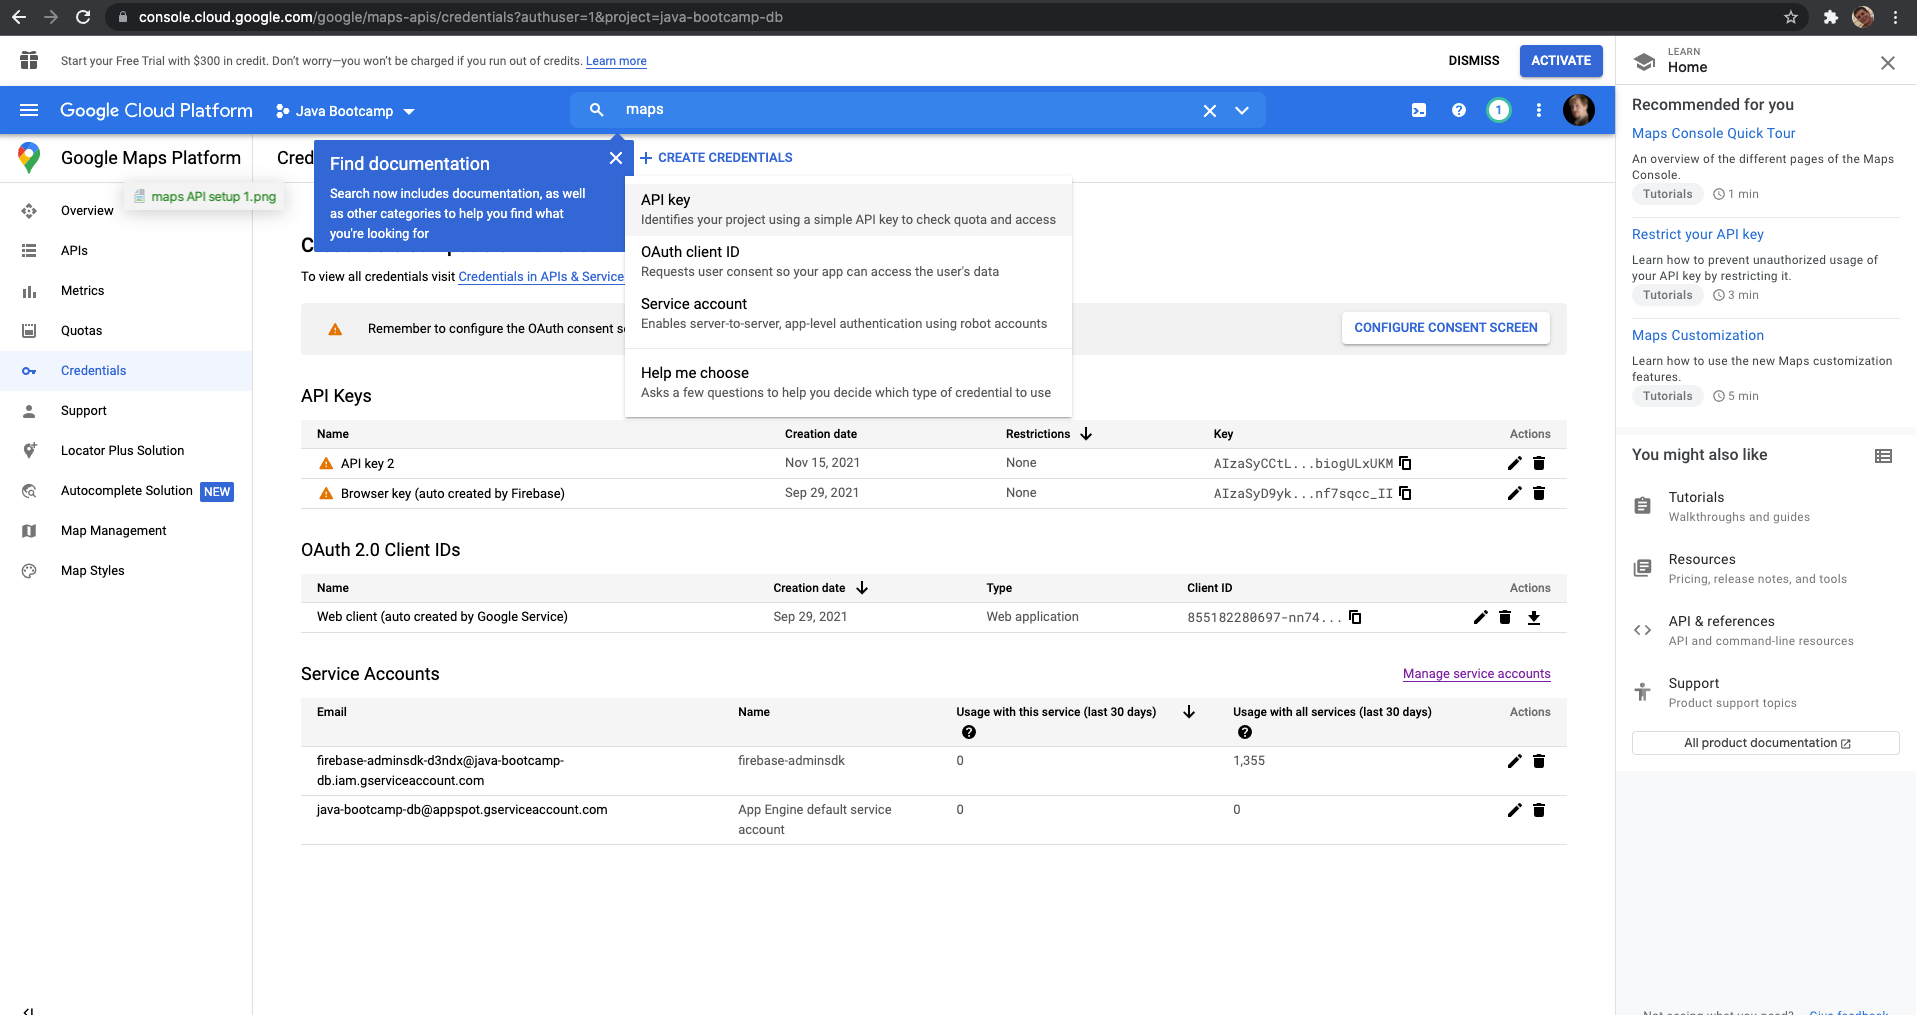 console.cloud.google.com/google/maps-apis/credentials?authuser=1&project=java-bootcamp-db
Start your Free Trial with $300 in credit. Don't worry—you won't be charged if you run out of credits. Learn more
DISMISS
ACTIVATE
LEARN
Home
Google Cloud Platform
Java Bootcamp
maps
1
Google Maps Platform
Cred
CREATE CREDENTIALS
maps API setup 1.png
Find documentation
Search now includes documentation, as well
as other categories to help you find what
you're looking for
API key
Identifies your project using a simple API key to check quota and access
OAuth client ID
Requests user consent so your app can access the user's data
Service account
Enables server-to-server, app-level authentication using robot accounts
Help me choose
Asks a few questions to help you decide which type of credential to use
Overview
APIs
Metrics
Quotas
Credentials
Support
Locator Plus Solution
Autocomplete Solution NEW
Map Management
Map Styles
C
To view all credentials visit Credentials in APIs & Service
Remember to configure the OAuth consent s
CONFIGURE CONSENT SCREEN
API Keys
Name Creation date Restrictions Key Actions
API key 2 Nov 15, 2021 None AIzaSyCCtL...biogULxUKM
Browser key (auto created by Firebase) Sep 29, 2021 None AIzaSyD9yk...nf7sqcc_II
OAuth 2.0 Client IDs
Name Creation date Type Client ID Actions
Web client (auto created by Google Service) Sep 29, 2021 Web application 855182280697-nn74...
Service Accounts
Manage service accounts
Email Name Usage with this service (last 30 days) Usage with all services (last 30 days) Actions
firebase-adminsdk-d3ndx@java-bootcamp-
db.iam.gserviceaccount.com
firebase-adminsdk 0 1,355
java-bootcamp-db@appspot.gserviceaccount.com
App Engine default service
account
0 0
Recommended for you
Maps Console Quick Tour
An overview of the different pages of the Maps
Console.
Tutorials 1 min
Restrict your API key
Learn how to prevent unauthorized usage of
your API key by restricting it.
Tutorials 3 min
Maps Customization
Learn how to use the new Maps customization
features.
Tutorials 5 min
You might also like
Tutorials
Walkthroughs and guides
Resources
Pricing, release notes, and tools
API & references
API and command-line resources
Support
Product support topics
All product documentation
Not seeing what you need? Give feedback